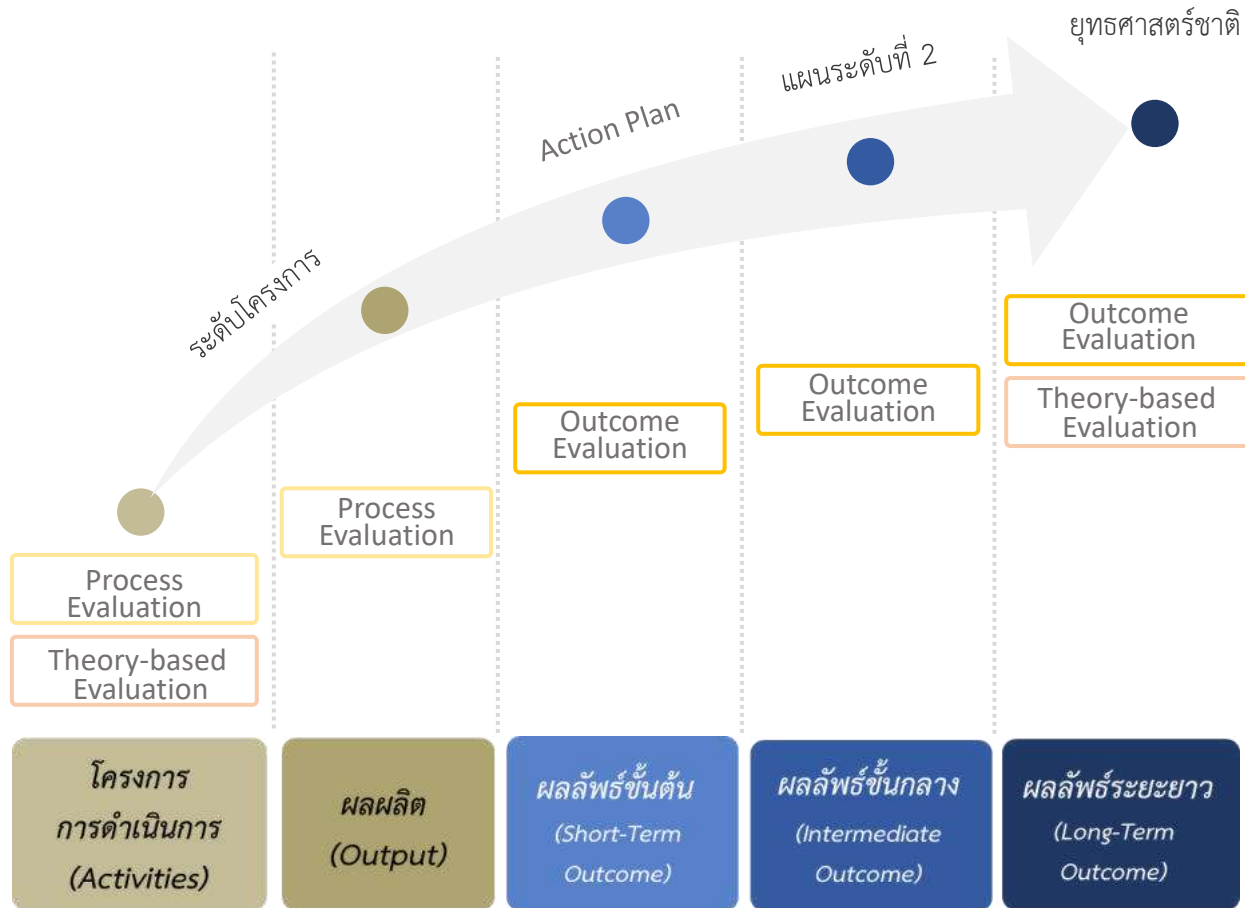 ยุทธศาสตร์ชาติ
แผนระดับที่ 2
Action Plan
ระดับโครงการ
Process
Evaluation
Theory-based
Evaluation
Process
Evaluation
Outcome
Evaluation
Outcome
Evaluation
Outcome
Evaluation
Theory-based
Evaluation
โครงการ
การดำเนินการ
(Activities)
ผลผลิต
(Output)
ผลลัพธ์ขั้นต้น
(Short-Term
Outcome)
ผลลัพธ์ขั้นกลาง
(Intermediate
Outcome)
ผลลัพธ์ระยะยาว
(Long-Term
Outcome)